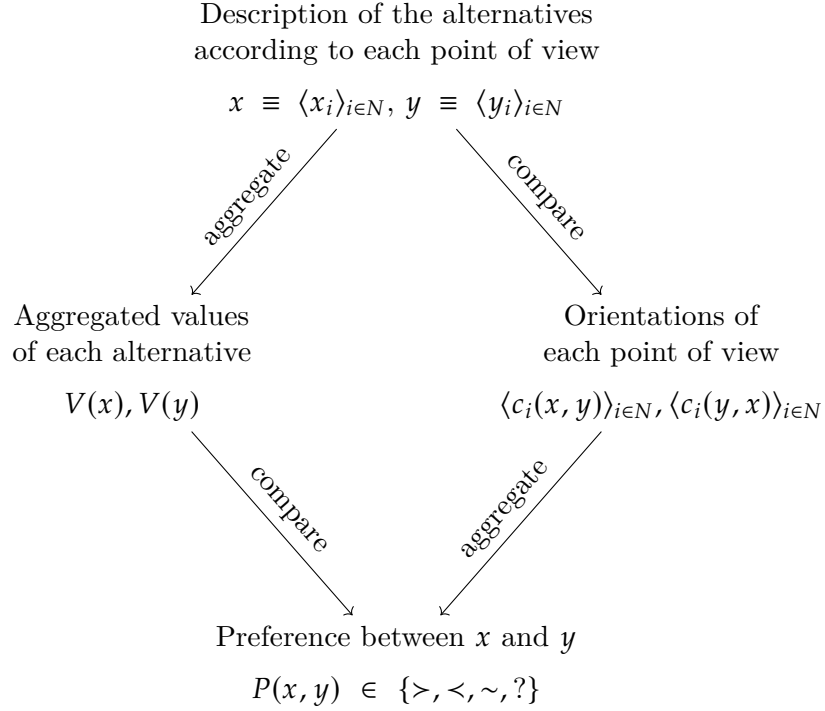 Description of the alternatives
according to each point of view
x ≡ ⟨x_i⟩_{i∈N}, y ≡ ⟨y_i⟩_{i∈N}
aggregate
compare
Aggregated values
of each alternative
V(x), V(y)
Orientations of
each point of view
⟨c_i(x, y)⟩_{i∈N}, ⟨c_i(y, x)⟩_{i∈N}
compare
aggregate
Preference between x and y
P(x, y) ∈ {≻, ≺, ∼, ?}